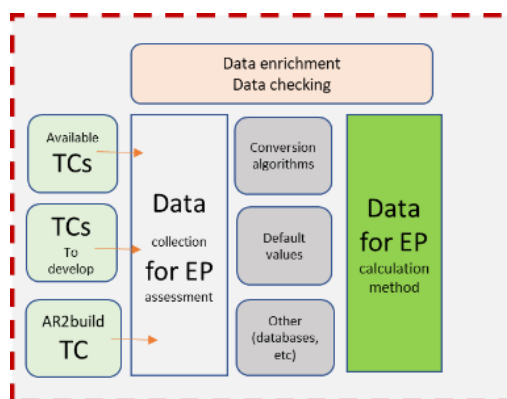 Data enrichment
Data checking
Available
TCs
TCs
To
develop
AR2build
TC
Data
collection
for EP
assessment
Conversion
algorithms
Default
values
Other
(databases,
etc)
Data
for EP
calculation
method